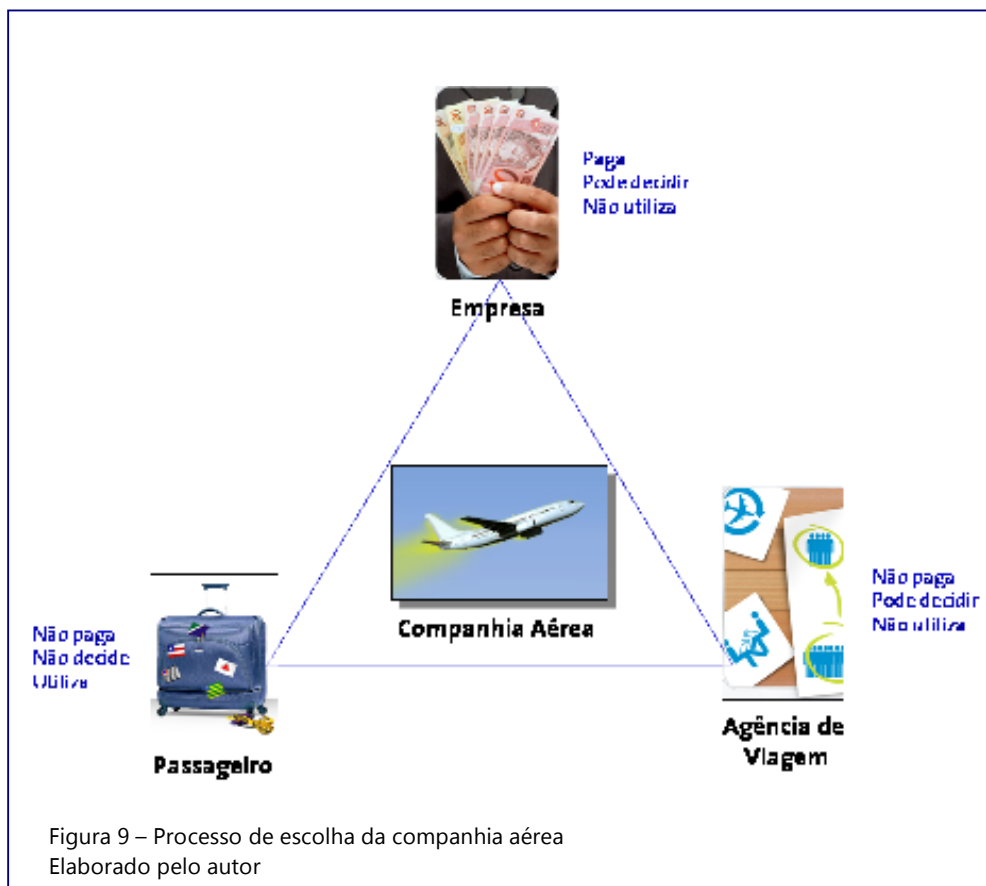 Paga
Pode decidir
Não utiliza
Empresa
Companhia Aérea
Não paga
Não decide
Utiliza
Passageiro
Não paga
Pode decidir
Não utiliza
Agência de
Viagem
Figura 9 – Processo de escolha da companhia aérea
Elaborado pelo autor